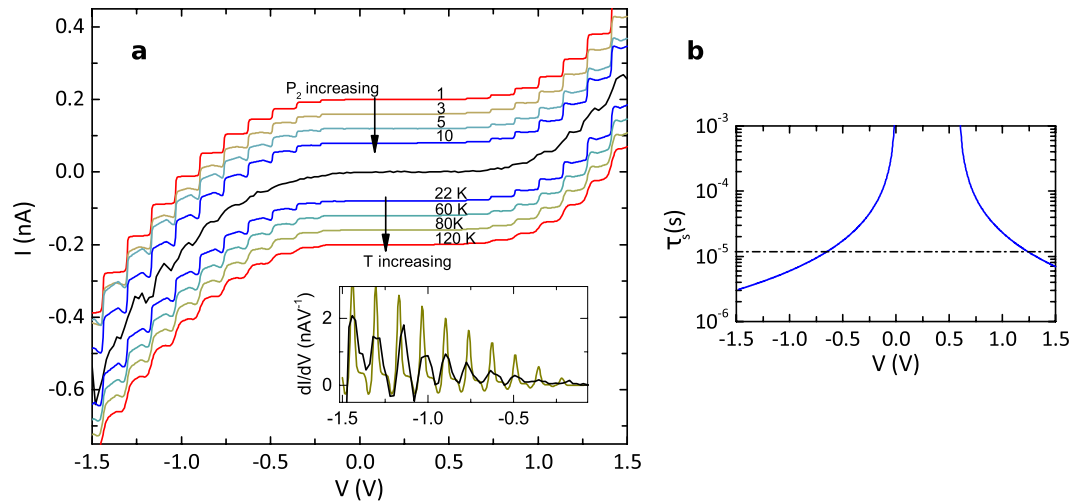 a
0.4
0.2
0.0
-0.2
-0.4
-0.6
I (nA)
P2 increasing
1
3
5
10
22 K
60 K
80K
120 K
T increasing
dI/dV (nAV-1)
2
0
-1.5
-1.0
-0.5
-1.5 -1.0 -0.5 0.0 0.5 1.0 1.5
V (V)
b
τs(s)
10-3
10-4
10-5
10-6
-1.5 -1.0 -0.5 0.0 0.5 1.0 1.5
V (V)